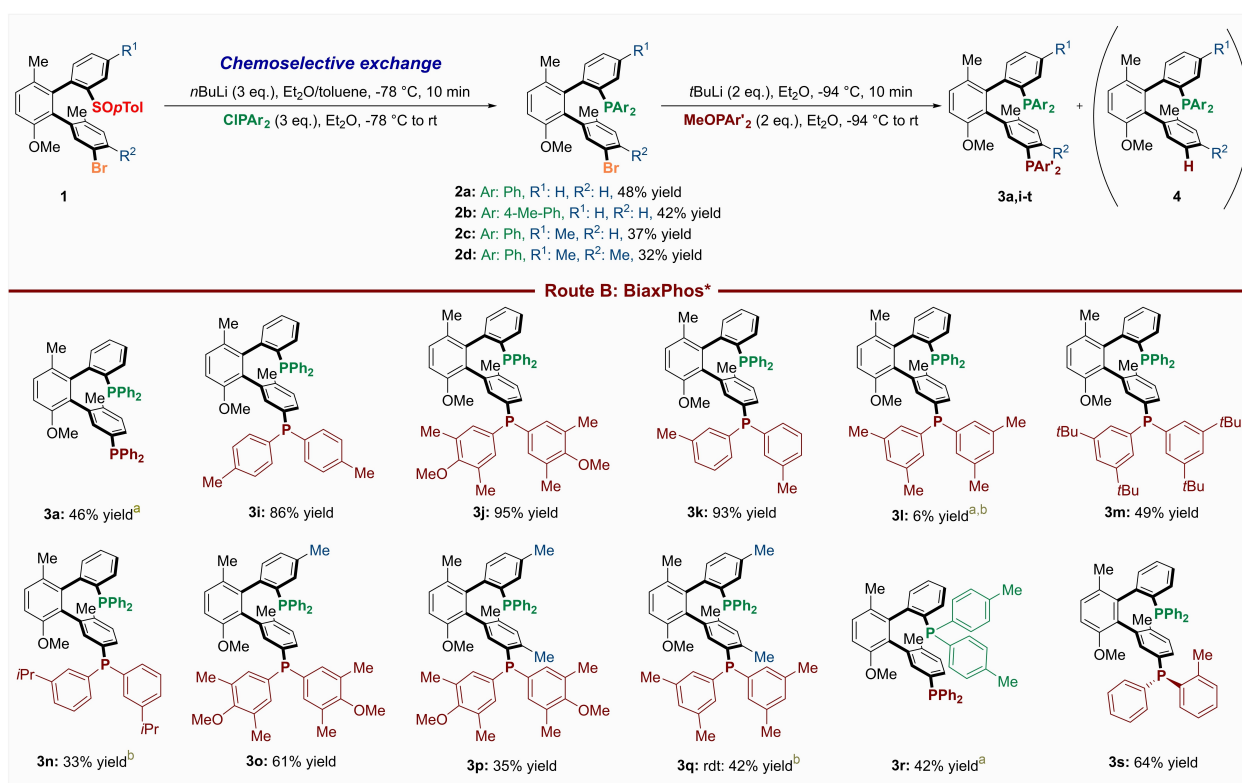 Me
R¹
SOpTol
Me
OMe
R²
Br
1
Chemoselective exchange
nBuLi (3 eq.), Et₂O/toluene, -78 °C, 10 min
ClPAr₂ (3 eq.), Et₂O, -78 °C to rt
Me
R¹
PAr₂
Me
OMe
R²
Br
2a: Ar: Ph, R¹: H, R²: H, 48% yield
2b: Ar: 4-Me-Ph, R¹: H, R²: H, 42% yield
2c: Ar: Ph, R¹: Me, R²: H, 37% yield
2d: Ar: Ph, R¹: Me, R²: Me, 32% yield
tBuLi (2 eq.), Et₂O, -94 °C, 10 min
MeOPAr'₂ (2 eq.), Et₂O, -94 °C to rt
Me
R¹
PAr₂
Me
OMe
R²
PAr'₂
3a,i-t
+
Me
R¹
PAr₂
Me
OMe
R²
H
4
Route B: BiaxPhos*
Me
PPh₂
Me
OMe
PPh₂
3a: 46% yieldᵃ
Me
PPh₂
Me
OMe
P
Me
Me
3i: 86% yield
Me
PPh₂
Me
OMe
P
Me
Me
MeO
OMe
Me
Me
3j: 95% yield
Me
PPh₂
Me
OMe
P
Me
Me
3k: 93% yield
Me
PPh₂
Me
OMe
P
Me
Me
Me
Me
3l: 6% yieldᵃ,ᵇ
Me
PPh₂
Me
OMe
P
tBu
tBu
tBu
tBu
3m: 49% yield
Me
PPh₂
Me
OMe
P
iPr
iPr
3n: 33% yieldᵇ
Me
Me
PPh₂
Me
OMe
P
Me
Me
MeO
OMe
Me
Me
3o: 61% yield
Me
Me
PPh₂
Me
OMe
Me
P
Me
Me
MeO
OMe
Me
Me
3p: 35% yield
Me
Me
PPh₂
Me
OMe
Me
P
Me
Me
Me
Me
3q: rdt: 42% yieldᵇ
Me
Me
P
Me
OMe
Me
PPh₂
3r: 42% yieldᵃ
Me
PPh₂
Me
OMe
Me
P
3s: 64% yield